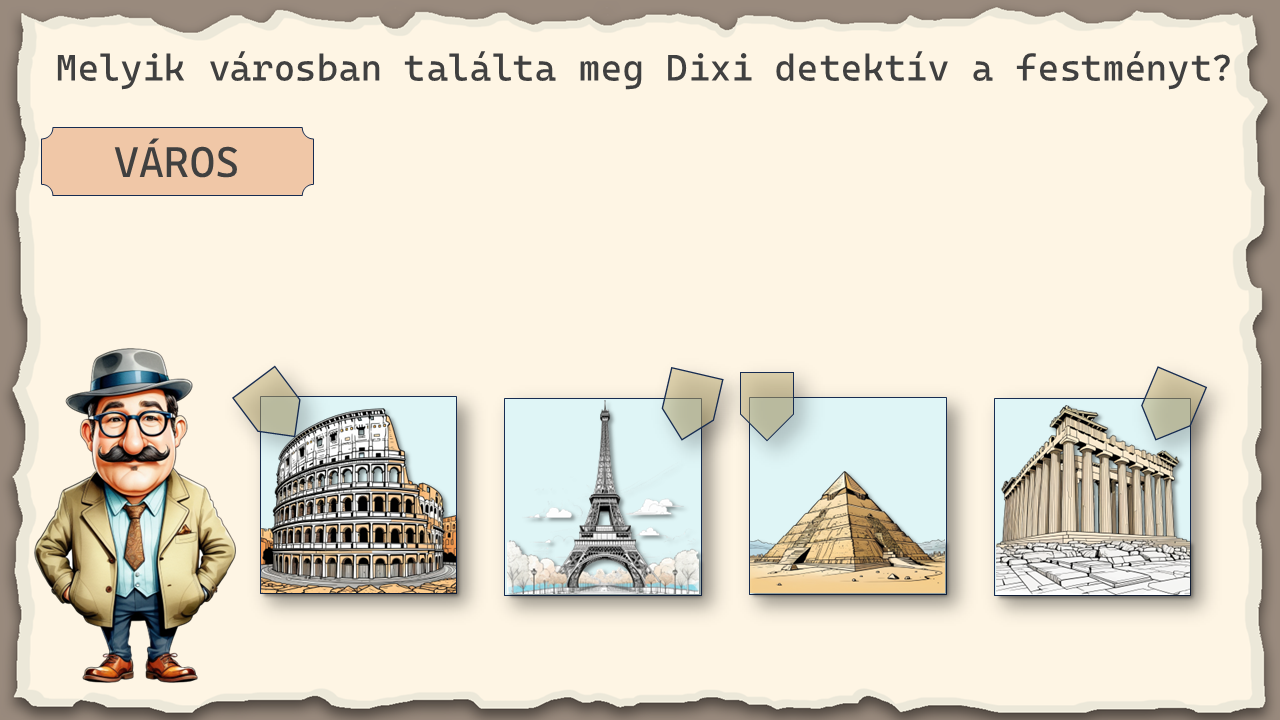 Melyik városban találta meg Dixi detektív a festményt?
VÁROS